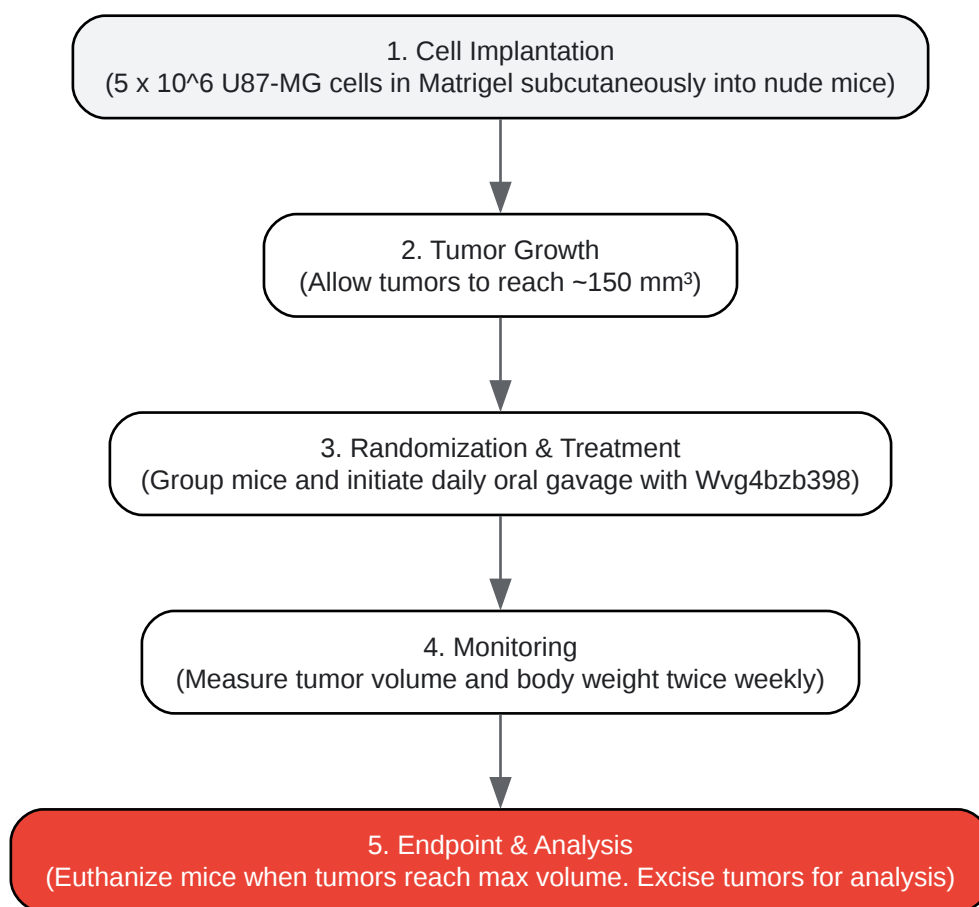 1. Cell Implantation
(5 x 10^6 U87-MG cells in Matrigel subcutaneously into nude mice)
2. Tumor Growth
(Allow tumors to reach ~150 mm³)
3. Randomization & Treatment
(Group mice and initiate daily oral gavage with Wvg4bzb398)
4. Monitoring
(Measure tumor volume and body weight twice weekly)
5. Endpoint & Analysis
(Euthanize mice when tumors reach max volume. Excise tumors for analysis)